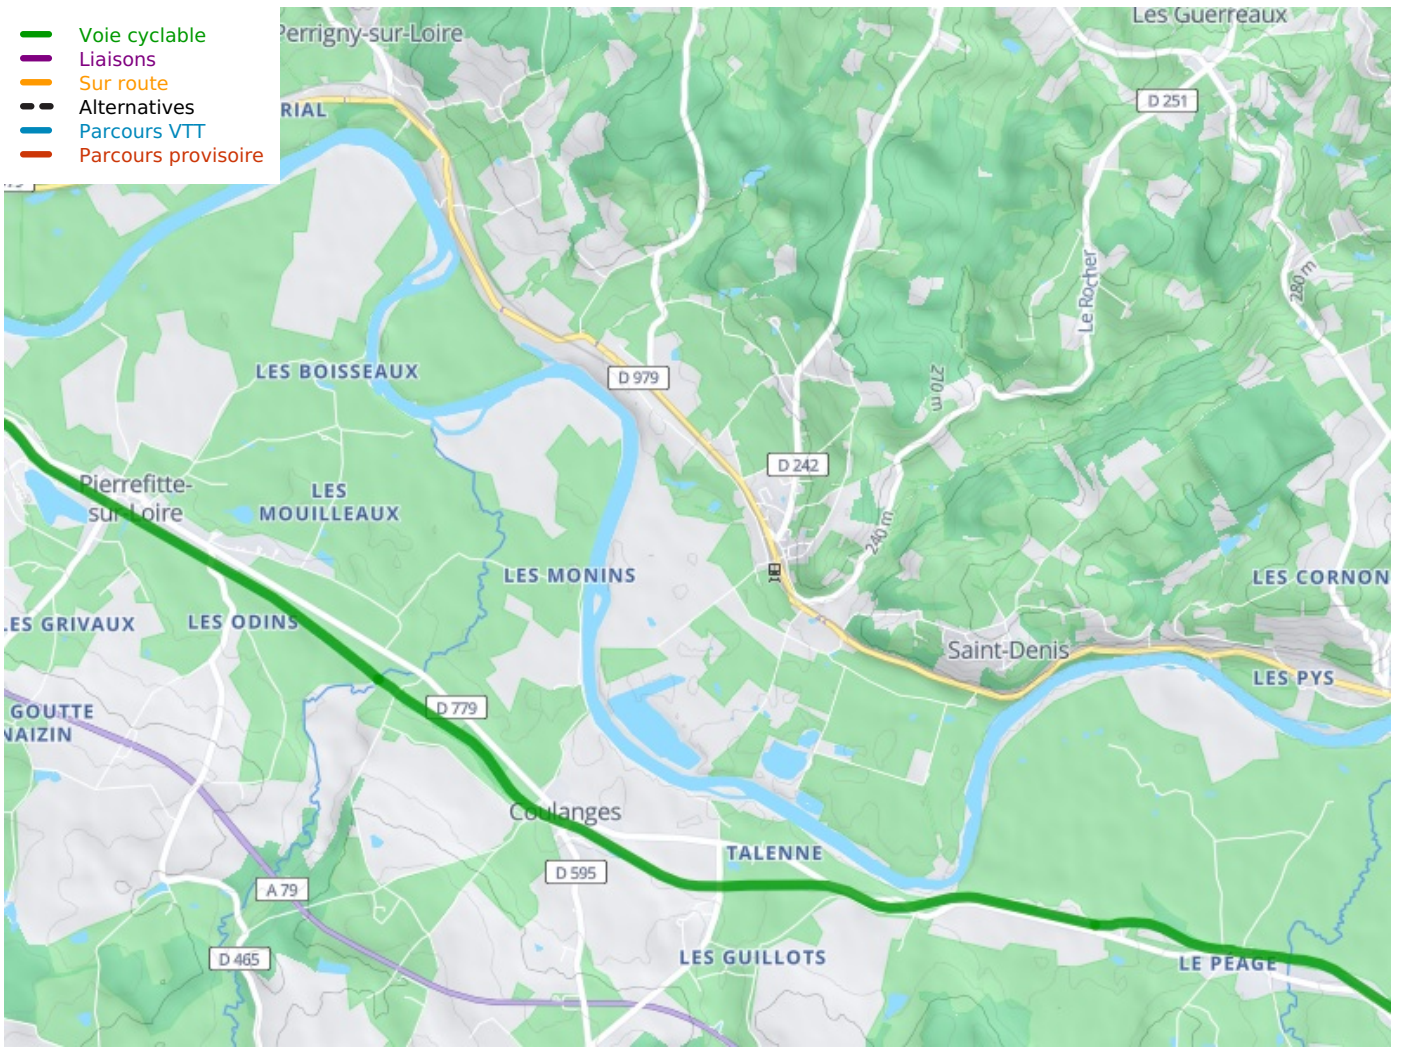 Voie cyclable
Liaisons
Sur route
Alternatives
Parcours VTT
Parcours provisoire
Perrigny-sur-Loire
Les Guerreaux
RIAL
D 251
Le Rocher
280 m
LES BOISSEAUX
D 979
270 m
D 242
Pierrefitte-
sur-Loire
LES
MOUILLEAUX
240 m
LES MONINS
LES CORNON
ES GRIVAUX
LES ODINS
Saint-Denis
LES PYS
GOUTTE
NAIZIN
D 779
Coulanges
TALENNE
D 595
A 79
D 465
LES GUILLOTS
LE PÉAGE